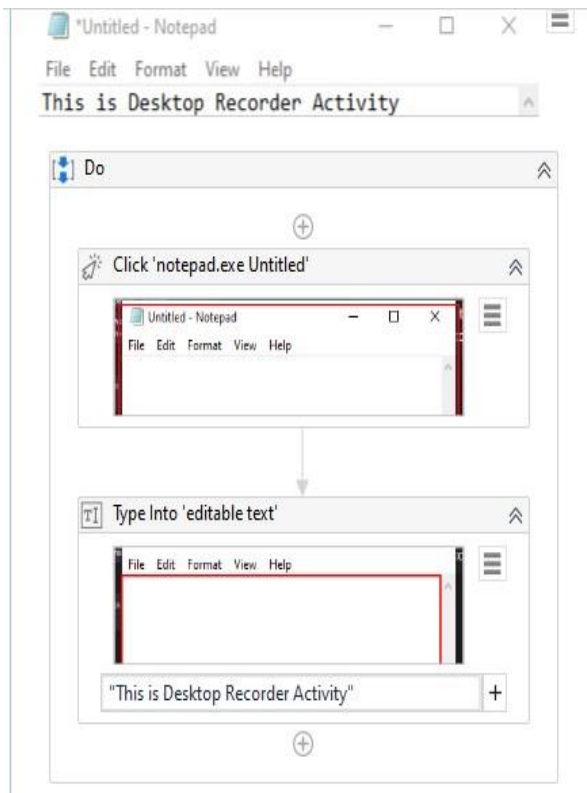 *Untitled - Notepad
File Edit Format View Help
This is Desktop Recorder Activity
Do
Click 'notepad.exe Untitled'
Untitled - Notepad
File Edit Format View Help
TI Type Into 'editable text'
File Edit Format View Help
"This is Desktop Recorder Activity"